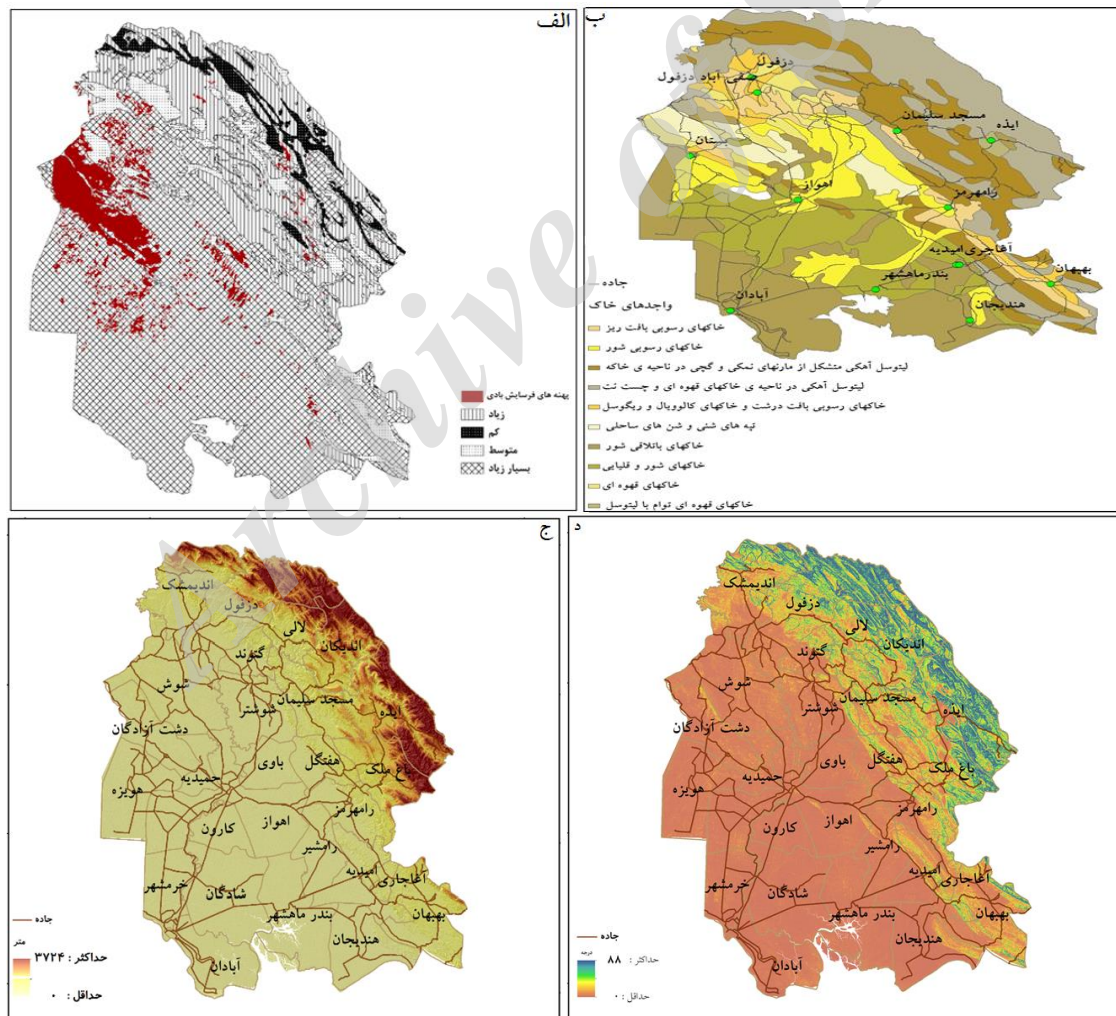 الف
پهنه های فرسایش بادی
زیاد
کم
متوسط
بسیار زیاد
ب
دزفول
صفی آباد دزفول
مسجد سلیمان
ایذه
بستان
اهواز
رامهرمز
آغاجری
امیدیه
بهبهان
بندرماهشهر
آبادان
هندیجان
جاده
واحدهای خاک
خاکهای رسوبی بافت ریز
خاکهای رسوبی شور
لیتوسل آهکی متشکل از مارنهای نمکی و گچی در ناحیه ی خاکه
لیتوسل آهکی در ناحیه ی خاکهای قهوه ای و چست نت
خاکهای رسوبی بافت درشت و خاکهای کالوویال و ریگوسل
تپه های شنی و شن های ساحلی
خاکهای باتلاقی شور
خاکهای شور و قلیایی
خاکهای قهوه ای
خاکهای قهوه ای توام با لیتوسل
ج
اندیمشک
دزفول
لالی
اندیکان
گتوند
شوش
مسجد سلیمان
شوشتر
ایذه
دشت آزادگان
باوی
هفتگل
باغ ملک
حمیدیه
هویزه
رامهرمز
کارون
اهواز
رامشیر
امیدیه
خرمشهر
شادگان
آغاجاری
بندر ماهشهر
بهبهان
هندیجان
آبادان
جاده
متر
حداکثر : ۳۷۲۴
حداقل : ۰
د
اندیمشک
دزفول
لالی
اندیکان
گتوند
شوش
مسجد سلیمان
شوشتر
ایذه
دشت آزادگان
باوی
هفتگل
باغ ملک
حمیدیه
هویزه
رامهرمز
کارون
اهواز
رامشیر
امیدیه
خرمشهر
شادگان
آغاجاری
بندر ماهشهر
بهبهان
هندیجان
آبادان
جاده
درجه
حداکثر : ۸۸
حداقل : ۰
Archive of